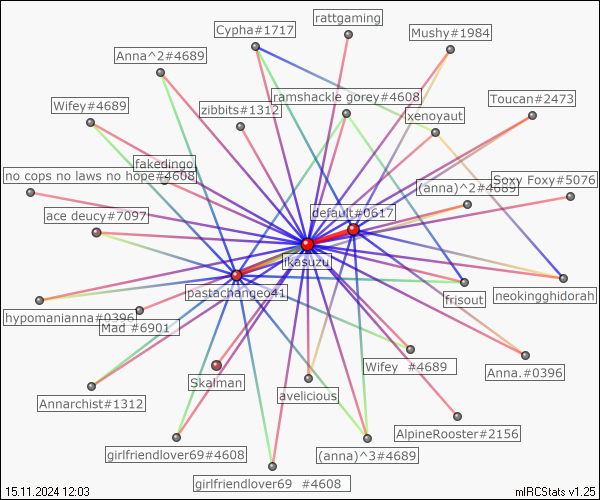 rattgaming
Cypha#1717
Mushy#1984
Anna^2#4689
ramshackle gorey#4608
Toucan#2473
Wifey#4689
zibbits#1312
xenoyaut
fakedingo
no cops no laws no hope#4608
Soxy Foxy#5076
(anna)^2#4689
ace deucy#7097
default#0617
ikasuzu
pastachangeo41
frisout
neokingghidorah
hypomanianna#0396
Mad #6901
Wifey  #4689
Anna.#0396
Skalman
Annarchist#1312
avelicious
AlpineRooster#2156
girlfriendlover69#4608
(anna)^3#4689
girlfriendlover69  #4608
15.11.2024 12:03
mIRCStats v1.25